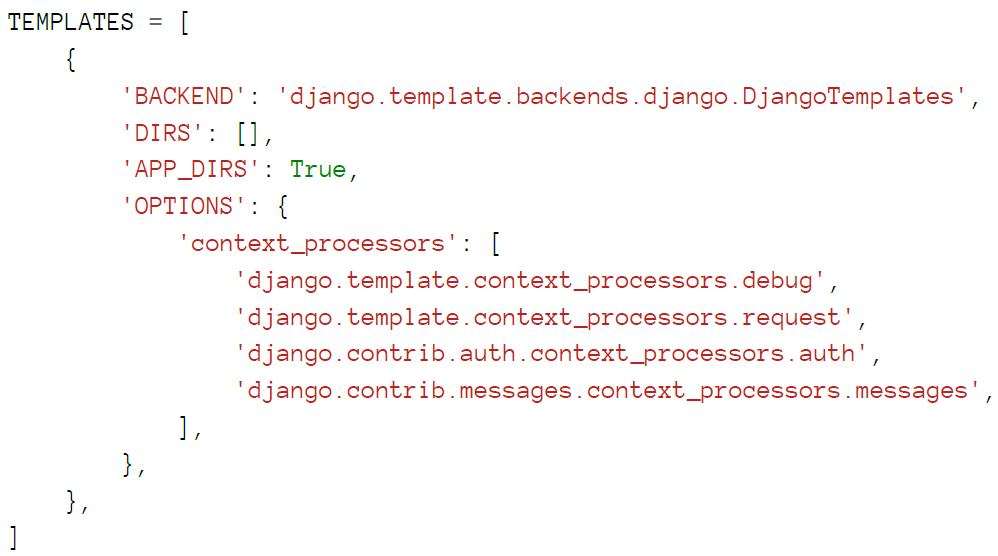 TEMPLATES = [
    {
        'BACKEND': 'django.template.backends.django.DjangoTemplates',
        'DIRS': [],
        'APP_DIRS': True,
        'OPTIONS': {
            'context_processors': [
                'django.template.context_processors.debug',
                'django.template.context_processors.request',
                'django.contrib.auth.context_processors.auth',
                'django.contrib.messages.context_processors.messages',
            ],
        },
    },
]